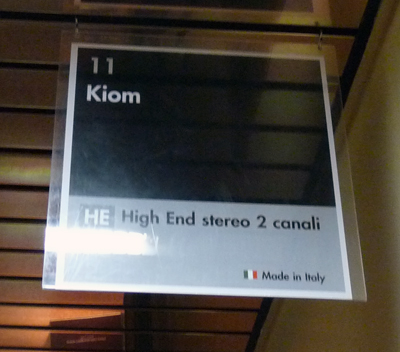 11
Kiom
HE High End stereo 2 canali
Made in Italy